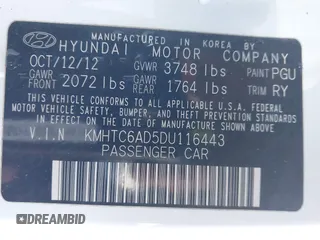 MANUFACTURED IN KOREA
HYUNDAI MOTOR COMPANY
OCT/12/12 GVWR 3748 lbs PAINT PGU
GAWR FRONT 2072 lbs GAWR REAR 1764 lbs TRIM RY
THIS VEHICLE CONFORMS TO ALL APPLICABLE
FEDERAL MOTOR VEHICLE
SAFETY, BUMPER, AND THEFT PREVENTION
STANDARDS IN EFFECT ON THE DATE OF
MANUFACTURE SHOWN ABOVE.
V.I.N KMHTC6AD5DU116443
PASSENGER CAR
© DREAMBID © DREAMBID